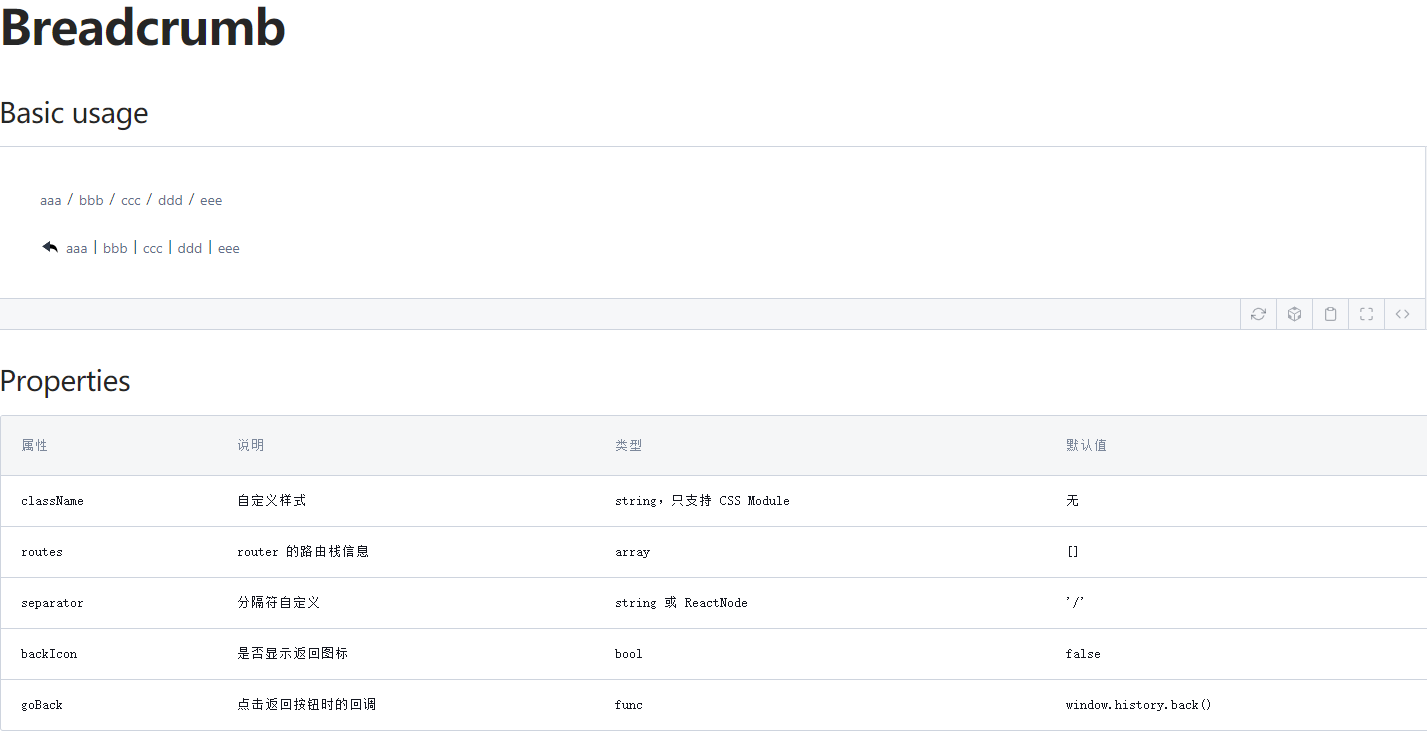 Breadcrumb
Basic usage
aaa / bbb / ccc / ddd / eee
aaa | bbb | ccc | ddd | eee
Properties
属性 说明 类型 默认值
className 自定义样式 string，只支持 CSS Module 无
routes router 的路由栈信息 array []
separator 分隔符自定义 string 或 ReactNode '/'
backIcon 是否显示返回图标 bool false
goBack 点击返回按钮时的回调 func window.history.back()